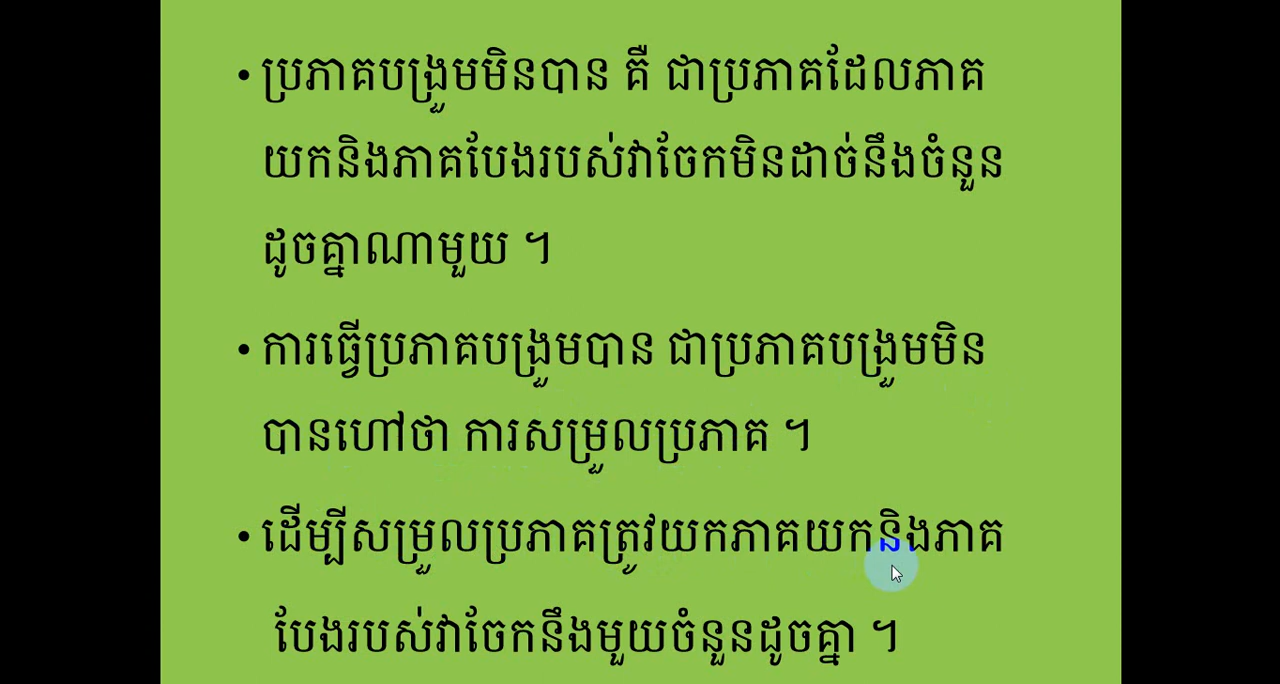 • ប្រភាគបង្រួមមិនបាន គឺ ជាប្រភាគដែលភាគ
យកនិងភាគបែងរបស់វាចែកមិនដាច់នឹងចំនួន
ដូចគ្នាណាមួយ ។
• ការធ្វើប្រភាគបង្រួមបាន ជាប្រភាគបង្រួមមិន
បានហៅថា ការសម្រួលប្រភាគ ។
• ដើម្បីសម្រួលប្រភាគត្រូវយកភាគយកនិងភាគ
បែងរបស់វាចែកនឹងមួយចំនួនដូចគ្នា ។